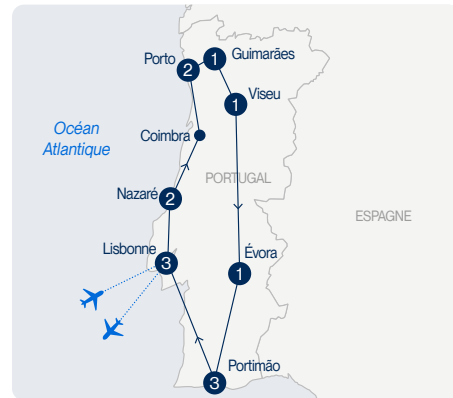 Porto
2
1
Guimarães
1
Viseu
Océan
Atlantique
Coimbra
PORTUGAL
Nazaré
2
ESPAGNE
Lisbonne
3
Évora
1
Portimão
3